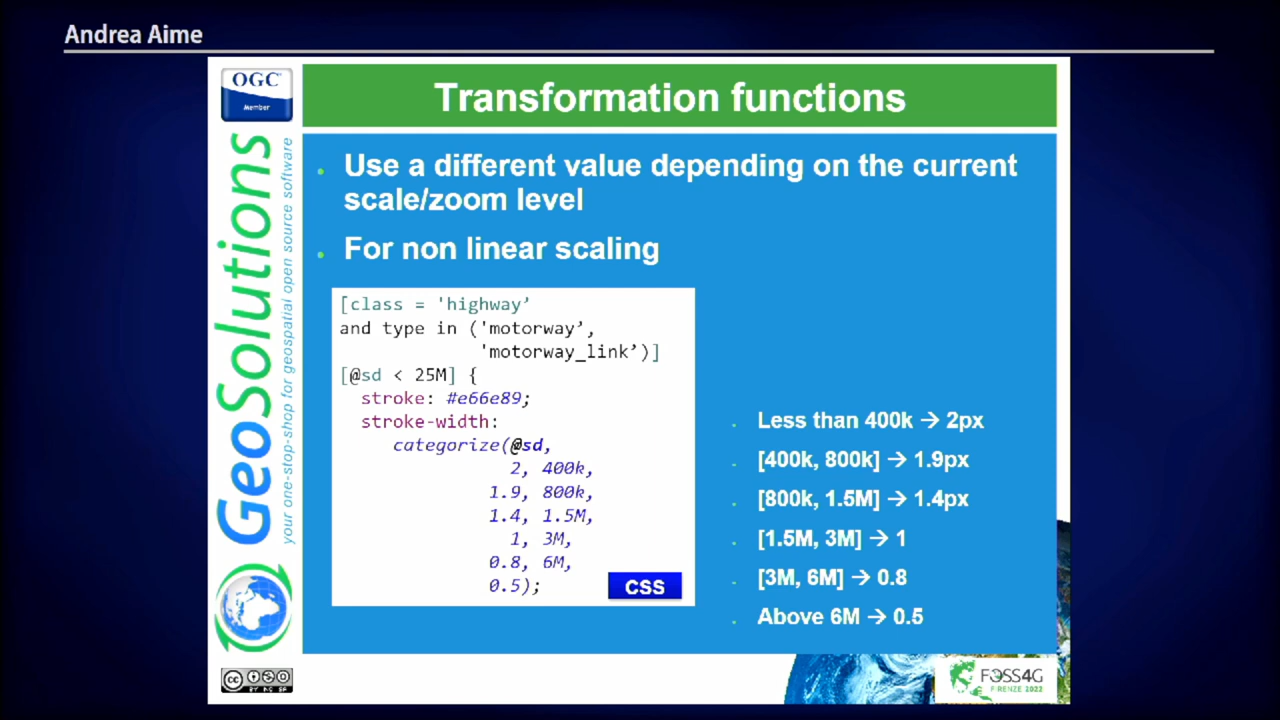 Andrea Aime
OGC
Member
GeoSolutions
your one-stop-shop for geospatial open source software
Transformation functions
Use a different value depending on the current
scale/zoom level
For non linear scaling
[class = 'highway’
and type in ('motorway’,
'motorway_link’)]
[@sd < 25M] {
stroke: #e66e89;
stroke-width:
categorize(@sd,
2, 400k,
1.9, 800k,
1.4, 1.5M,
1, 3M,
0.8, 6M,
0.5);
CSS
Less than 400k → 2px
[400k, 800k] → 1.9px
[800k, 1.5M] → 1.4px
[1.5M, 3M] → 1
[3M, 6M] → 0.8
Above 6M → 0.5
cc
BY NC SA
FOSS4G
FIRENZE 2022